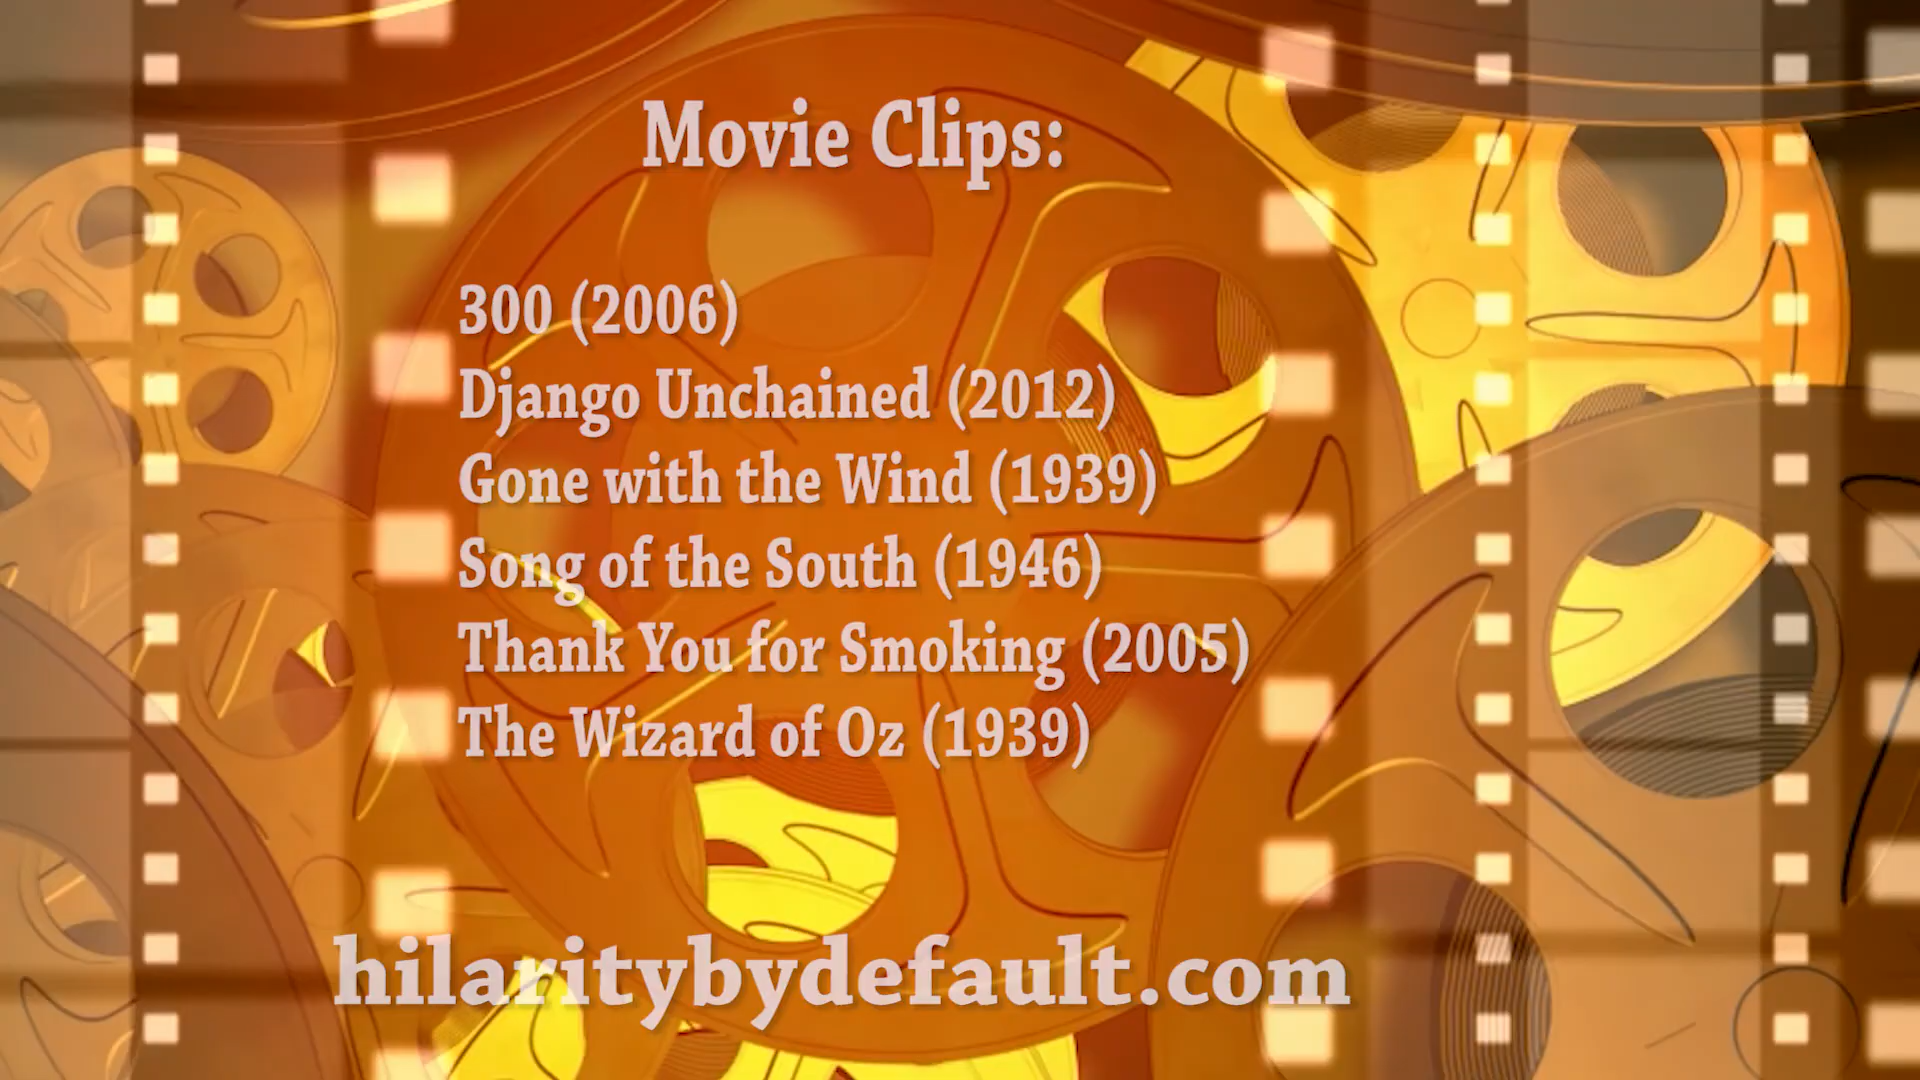 Movie Clips:
300 (2006)
Django Unchained (2012)
Gone with the Wind (1939)
Song of the South (1946)
Thank You for Smoking (2005)
The Wizard of Oz (1939)
hilaritybydefault.com